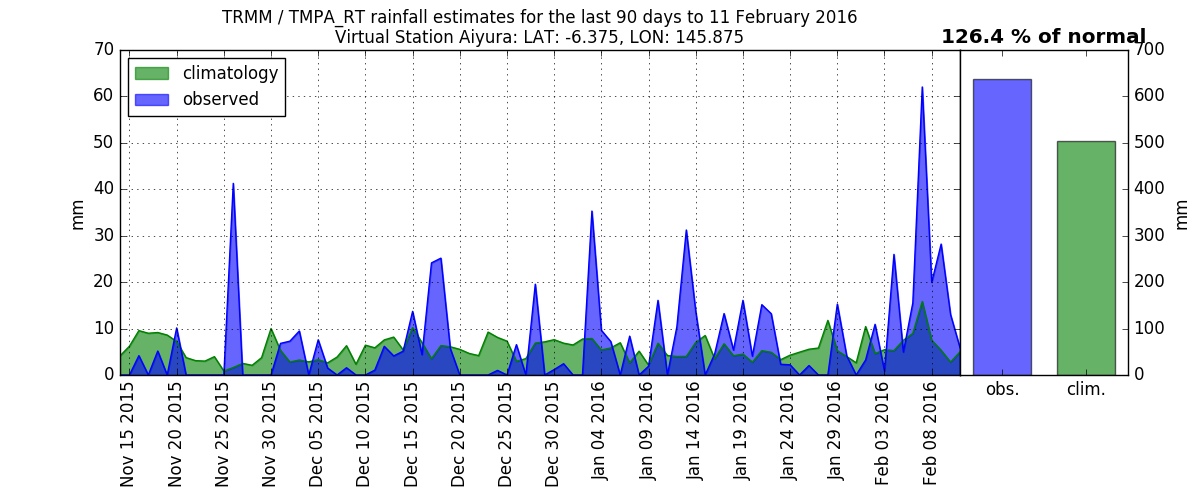 TRMM / TMPA_RT rainfall estimates for the last 90 days to 11 February 2016
Virtual Station Aiyura: LAT: -6.375, LON: 145.875
126.4 % of normal
climatology
observed
70
60
50
40
30
20
10
0
mm
Nov 15 2015
Nov 20 2015
Nov 25 2015
Nov 30 2015
Dec 05 2015
Dec 10 2015
Dec 15 2015
Dec 20 2015
Dec 25 2015
Dec 30 2015
Jan 04 2016
Jan 09 2016
Jan 14 2016
Jan 19 2016
Jan 24 2016
Jan 29 2016
Feb 03 2016
Feb 08 2016
obs.
clim.
700
600
500
400
300
200
100
0
mm